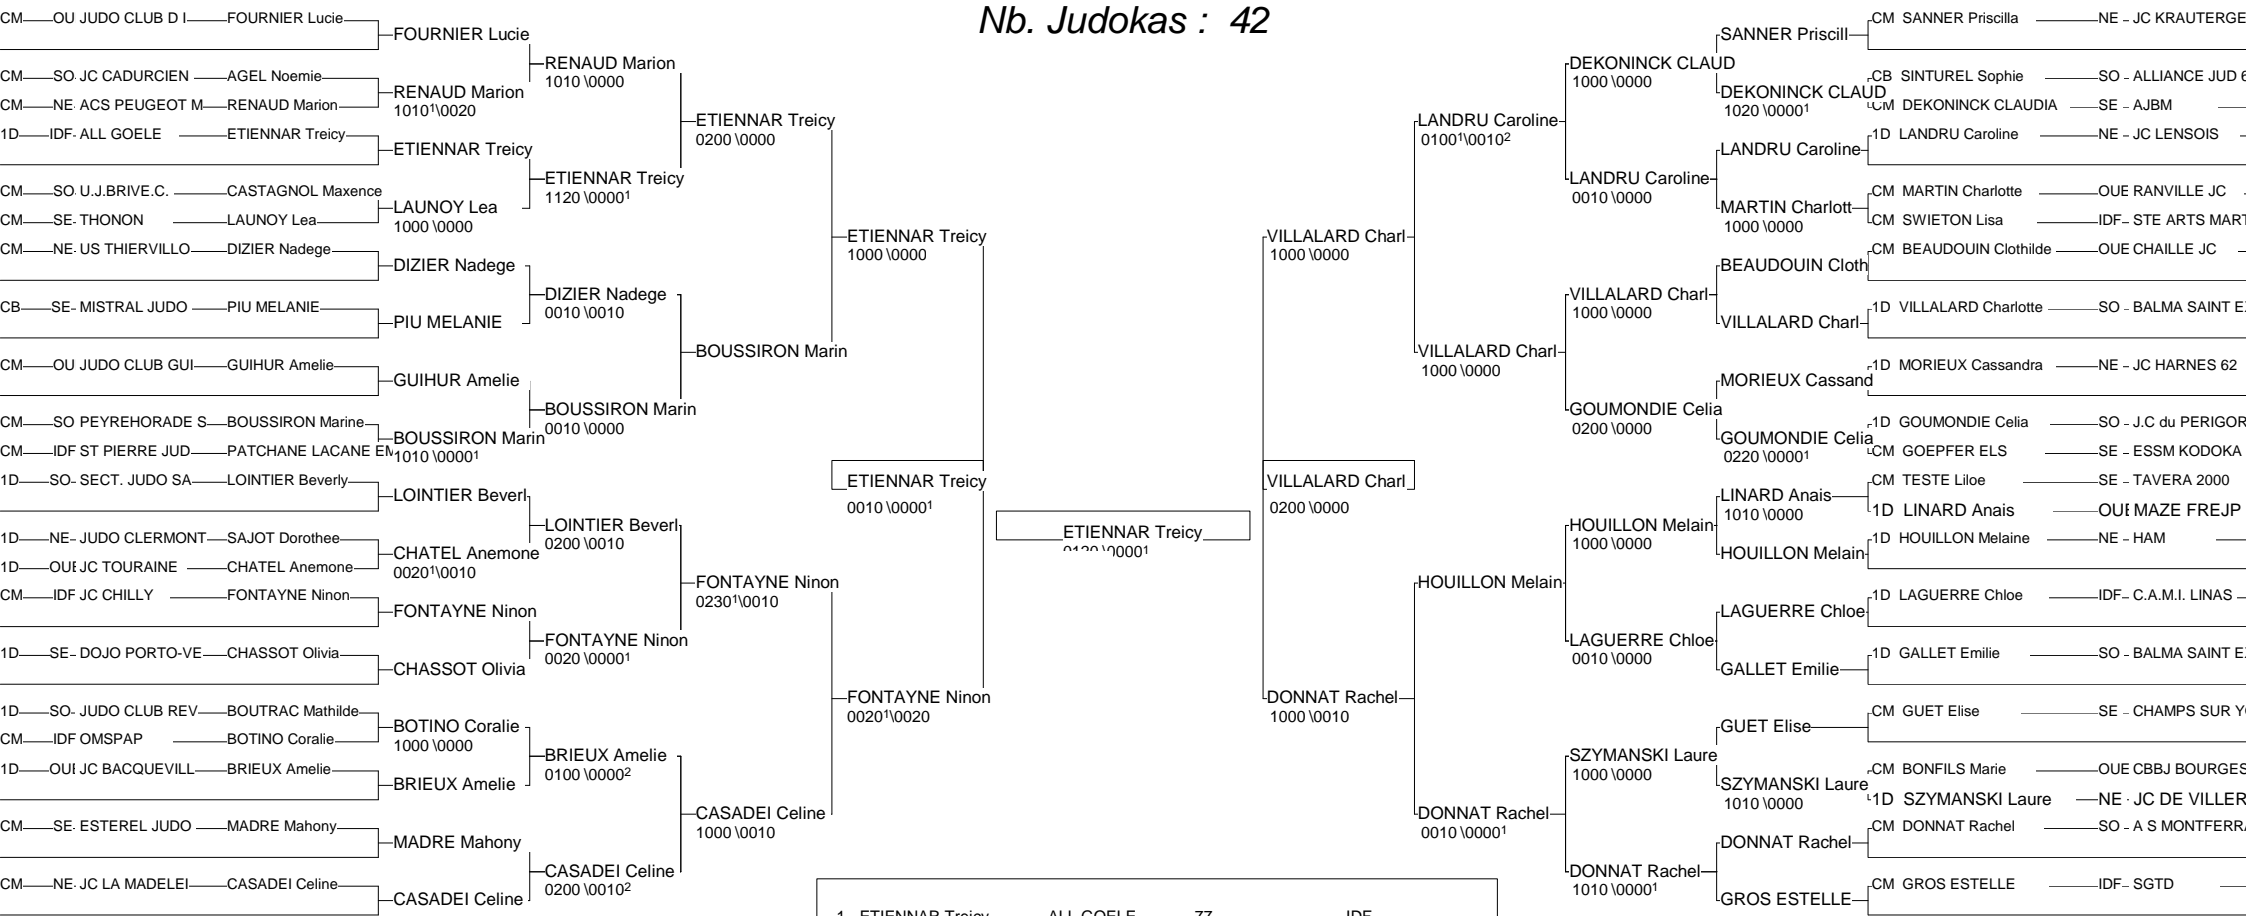 Nb. Judokas : 42
CM OU JUDO CLUB D I FOURNIER Lucie
CM SO JC CADURCIEN AGEL Noemie
CM NE ACS PEUGEOT M RENAUD Marion
1D IDF ALL GOELE ETIENNAR Treicy
CM SO U.J.BRIVE.C. CASTAGNOL Maxence
CM SE THONON LAUNOY Lea
CM NE US THIERVILLO DIZIER Nadege
CB SE MISTRAL JUDO PIU MELANIE
CM OU JUDO CLUB GUI GUIHUR Amelie
CM SO PEYREHORADE S BOUSSIRON Marine
CM IDF ST PIERRE JUD PATCHANE LACANE EM
1D SO SECT. JUDO SA LOINTIER Beverly
1D NE JUDO CLERMONT SAJOT Dorothee
1D OUE JC TOURAINE CHATEL Anemone
CM IDF JC CHILLY FONTAYNE Ninon
1D SE DOJO PORTO-VE CHASSOT Olivia
1D SO JUDO CLUB REV BOUTRAC Mathilde
CM IDF OMSPAP BOTINO Coralie
1D OUE JC BACQUEVILL BRIEUX Amelie
CM SE ESTEREL JUDO MADRE Mahony
CM NE JC LA MADELEI CASADEI Celine
FOURNIER Lucie
RENAUD Marion
1010¹\0020
ETIENNAR Treicy
LAUNOY Lea
1000 \0000
DIZIER Nadege
PIU MELANIE
GUIHUR Amelie
BOUSSIRON Marin
1010 \0000¹
LOINTIER Beverl
CHATEL Anemone
0020¹\0010
FONTAYNE Ninon
CHASSOT Olivia
BOTINO Coralie
1000 \0000
BRIEUX Amelie
MADRE Mahony
CASADEI Celine
RENAUD Marion
1010 \0000
ETIENNAR Treicy
1120 \0000¹
DIZIER Nadege
0010 \0010
BOUSSIRON Marin
0010 \0000
LOINTIER Beverl
0200 \0010
FONTAYNE Ninon
0020 \0000¹
BRIEUX Amelie
0100 \0000²
CASADEI Celine
0200 \0010²
ETIENNAR Treicy
0200 \0000
BOUSSIRON Marin
FONTAYNE Ninon
0230¹\0010
CASADEI Celine
1000 \0010
ETIENNAR Treicy
1000 \0000
FONTAYNE Ninon
0020¹\0020
ETIENNAR Treicy
0010 \0000¹
ETIENNAR Treicy
0120 \0000¹
VILLALARD Charl
0200 \0000
VILLALARD Charl
1000 \0000
DONNAT Rachel
1000 \0010
LANDRU Caroline
0100¹\0010²
VILLALARD Charl
1000 \0000
HOUILLON Melain
DONNAT Rachel
0010 \0000¹
DEKONINCK CLAUD
1000 \0000
LANDRU Caroline
0010 \0000
VILLALARD Charl
1000 \0000
GOUMONDIE Celia
0200 \0000
HOUILLON Melain
1000 \0000
LAGUERRE Chloe
0010 \0000
SZYMANSKI Laure
1000 \0000
DONNAT Rachel
1010 \0000¹
SANNER Priscill
DEKONINCK CLAUD
1020 \0000¹
LANDRU Caroline
MARTIN Charlott
1000 \0000
BEAUDOUIN Cloth
VILLALARD Charl
MORIEUX Cassand
GOUMONDIE Celia
0220 \0000¹
LINARD Anais
1010 \0000
HOUILLON Melain
LAGUERRE Chloe
GALLET Emilie
GUET Elise
SZYMANSKI Laure
1010 \0000
DONNAT Rachel
GROS ESTELLE
CM SANNER Priscilla NE - JC KRAUTERGE
CB SINTUREL Sophie SO - ALLIANCE JUD 6
CM DEKONINCK CLAUDIA SE - AJBM
1D LANDRU Caroline NE - JC LENSOIS
CM MARTIN Charlotte OUE RANVILLE JC
CM SWIETON Lisa IDF - STE ARTS MART
CM BEAUDOUIN Clothilde OUE CHAILLE JC
1D VILLALARD Charlotte SO - BALMA SAINT EX
1D MORIEUX Cassandra NE - JC HARNES 62
1D GOUMONDIE Celia SO - J.C du PERIGOR
CM GOEPFER ELS SE - ESSM KODOKA
CM TESTE Liloe SE - TAVERA 2000
1D LINARD Anais OUE MAZE FREJP
1D HOUILLON Melaine NE - HAM
1D LAGUERRE Chloe IDF - C.A.M.I. LINAS
1D GALLET Emilie SO - BALMA SAINT EX
CM GUET Elise SE - CHAMPS SUR YO
CM BONFILS Marie OUE CBBJ BOURGES
1D SZYMANSKI Laure NE - JC DE VILLER
CM DONNAT Rachel SO - A S MONTFERRA
CM GROS ESTELLE IDF - SGTD
1 ETIENNAR Treicy ALL GOELE 77 IDF